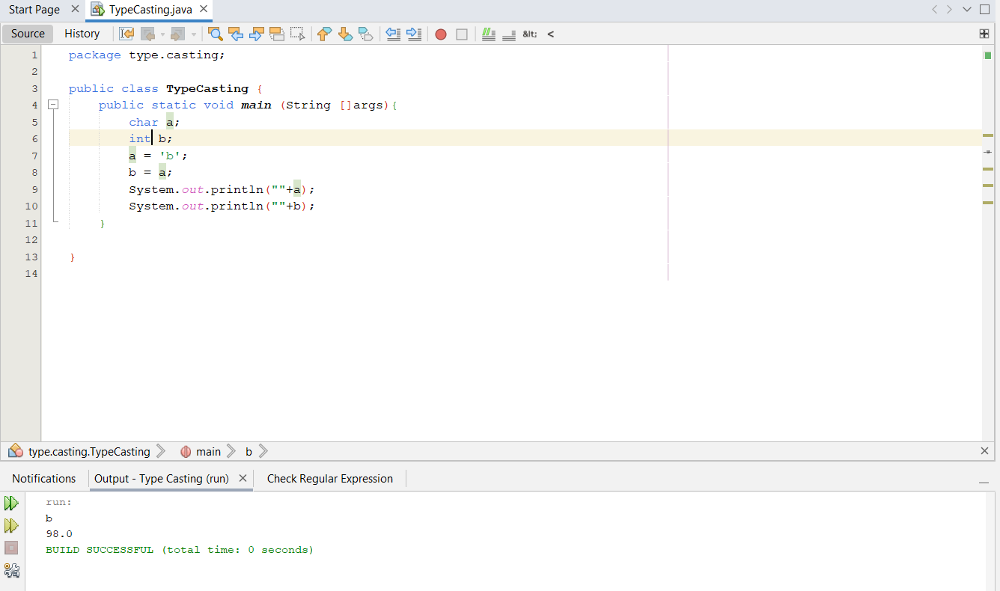 Start Page TypeCasting.java
Source History &lt; <
1 package type.casting;
2
3 public class TypeCasting {
4 public static void main (String []args){
5 char a;
6 int b;
7 a = 'b';
8 b = a;
9 System.out.println(""+a);
10 System.out.println(""+b);
11 }
12
13 }
14
type.casting.TypeCasting main b
Notifications Output - Type Casting (run) Check Regular Expression
run:
b
98.0
BUILD SUCCESSFUL (total time: 0 seconds)